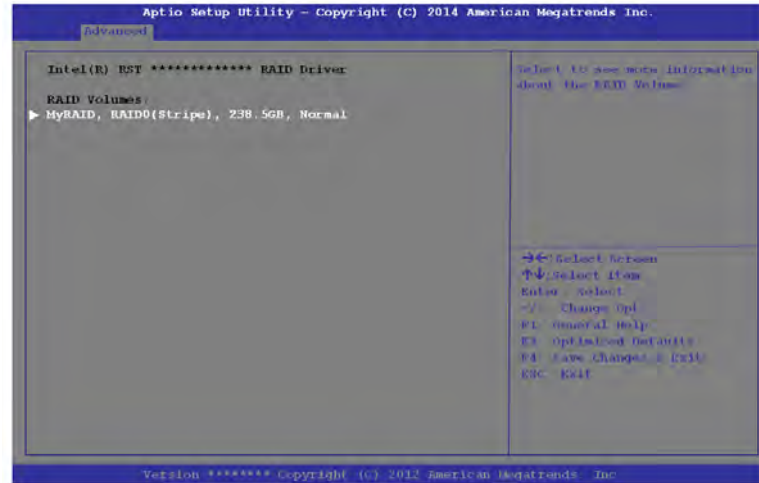 Aptio Setup Utility – Copyright (C) 2014 American Megatrends Inc.
Advanced
Intel(R) RST ************* RAID Driver
RAID Volumes:
▶ MyRAID, RAID0(Stripe), 238.5GB, Normal
Select to see more information
about the RAID Volume
→←:Select Screen
↑↓:Select Item
Enter: Select
Change Opt
F1: General Help
F3: Optimized Defaults
F4: Save Changes & Exit
ESC: Exit
Version ******** Copyright (C) 2012 American Megatrends Inc